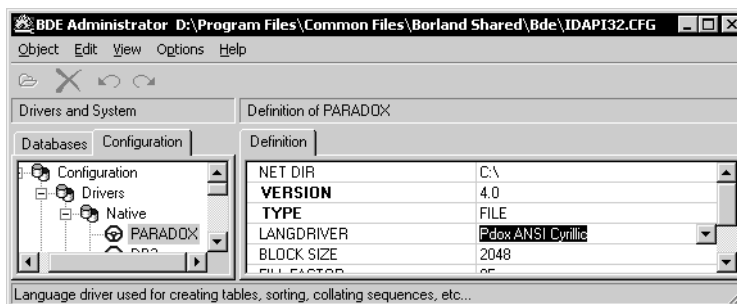 BDE Administrator D:\Program Files\Common Files\Borland Shared\Bde\IDAPI32.CFG
Object Edit View Options Help
Drivers and System
Definition of PARADOX
Databases Configuration
Definition
Configuration
Drivers
Native
PARADOX
NET DIR C:\
VERSION 4.0
TYPE FILE
LANGDRIVER Pdox ANSI Cyrillic
BLOCK SIZE 2048
Language driver used for creating tables, sorting, collating sequences, etc...